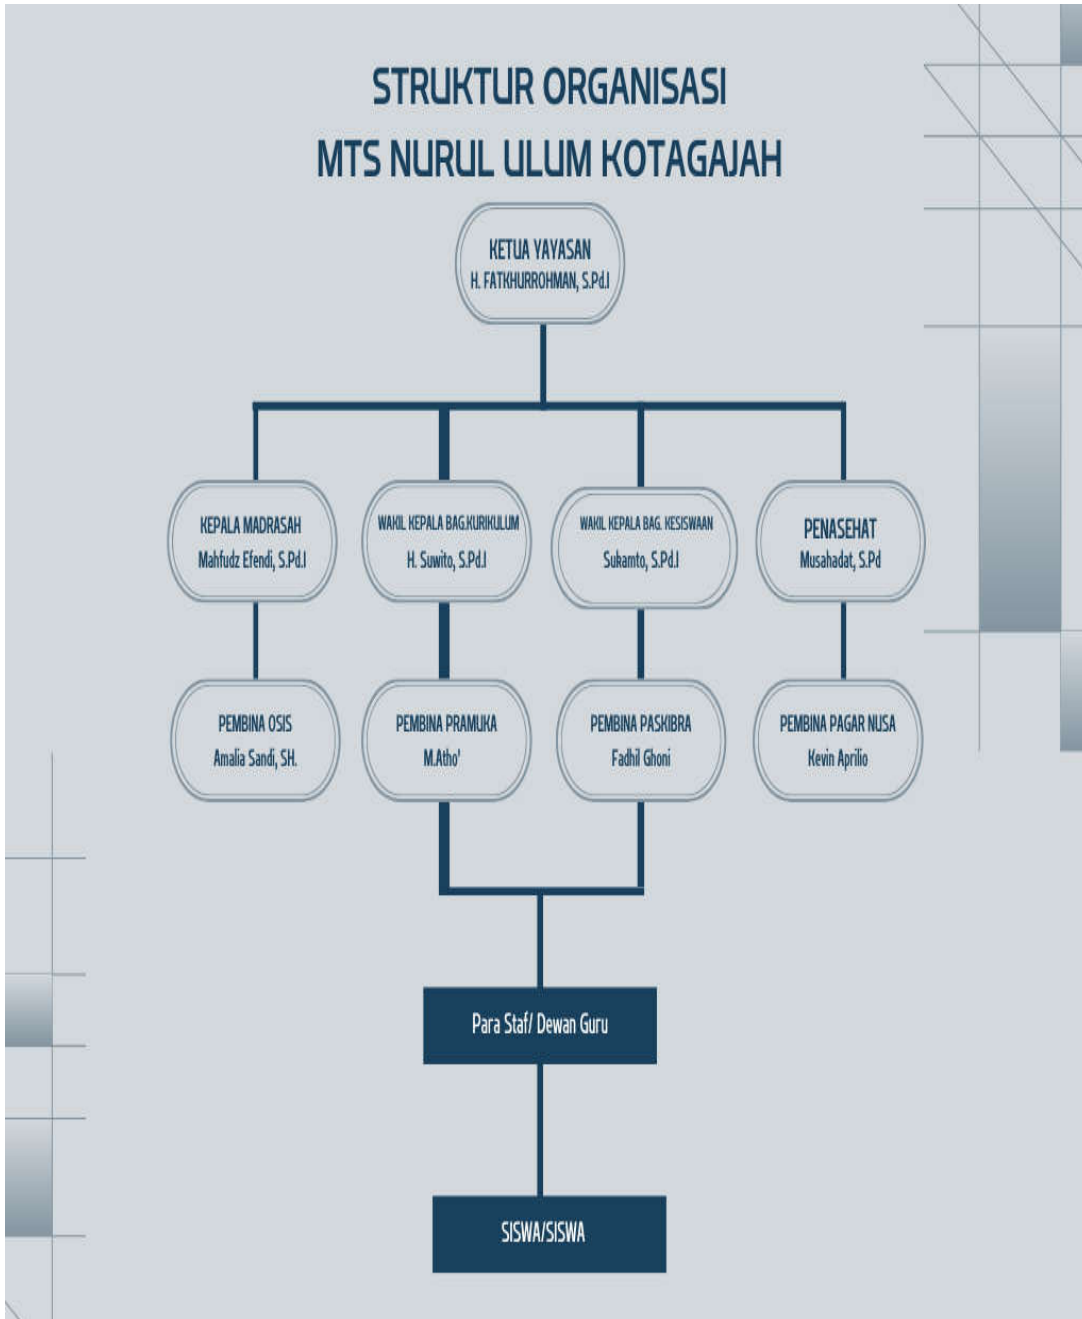 STRUKTUR ORGANISASI
MTS NURUL ULUM KOTAGAJAH
KETUA YAYASAN
H. FATKHURROHMAN, S.Pd.I
KEPALA MADRASAH
Mahfudz Efendi, S.Pd.I
WAKIL KEPALA BAG.KURIKULUM
H. Suwito, S.Pd.I
WAKIL KEPALA BAG. KESISWAAN
Sukamto, S.Pd.I
PENASEHAT
Musahadat, S.Pd
PEMBINA OSIS
Amalia Sandi, SH.
PEMBINA PRAMUKA
M.Atho'
PEMBINA PASKIBRA
Fadhil Ghoni
PEMBINA PAGAR NUSA
Kevin Aprilio
Para Staf/ Dewan Guru
SISWA/SISWA